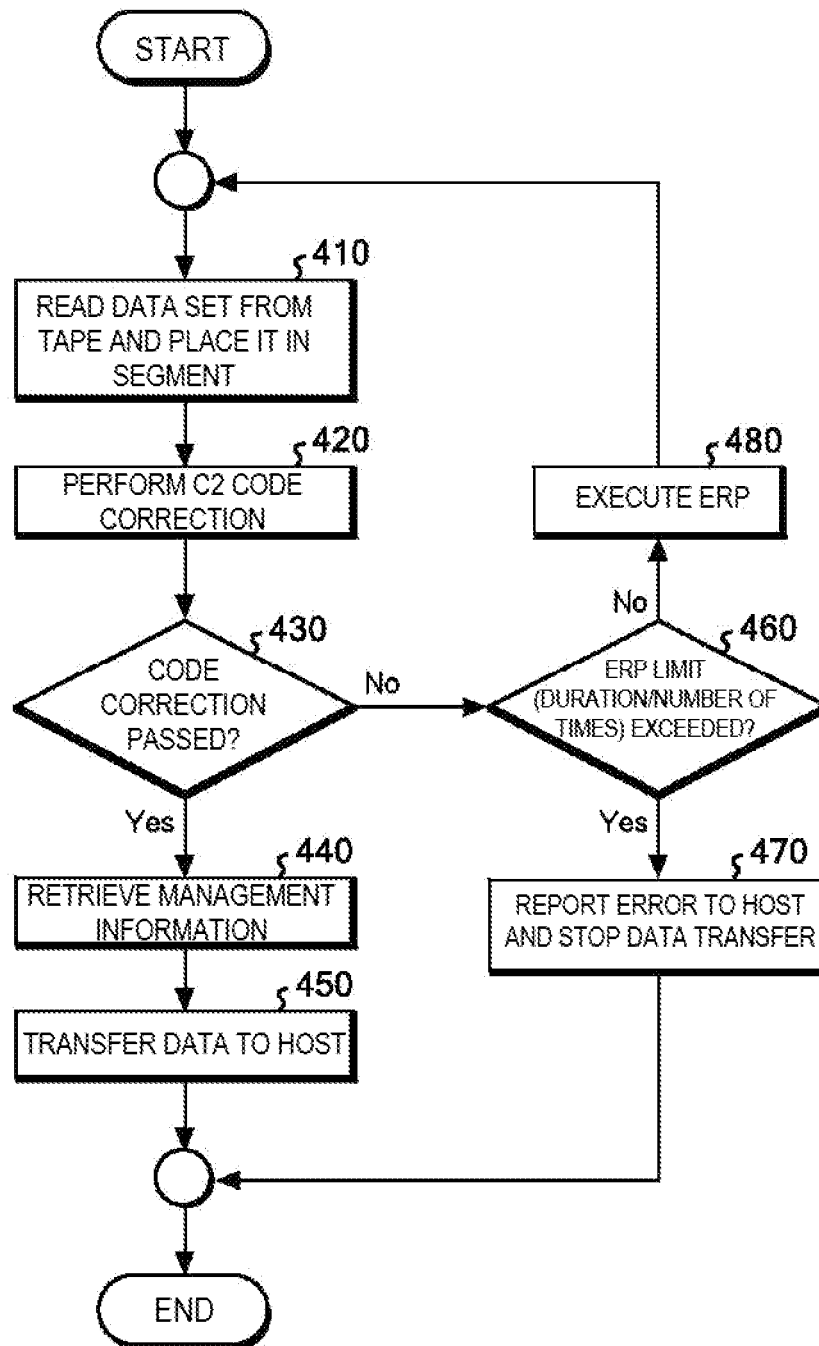 START
410
READ DATA SET FROM
TAPE AND PLACE IT IN
SEGMENT
420
PERFORM C2 CODE
CORRECTION
480
EXECUTE ERP
No
430
CODE
CORRECTION
PASSED?
No
460
ERP LIMIT
(DURATION/NUMBER OF
TIMES) EXCEEDED?
Yes
440
RETRIEVE MANAGEMENT
INFORMATION
Yes
470
REPORT ERROR TO HOST
AND STOP DATA TRANSFER
450
TRANSFER DATA TO HOST
END